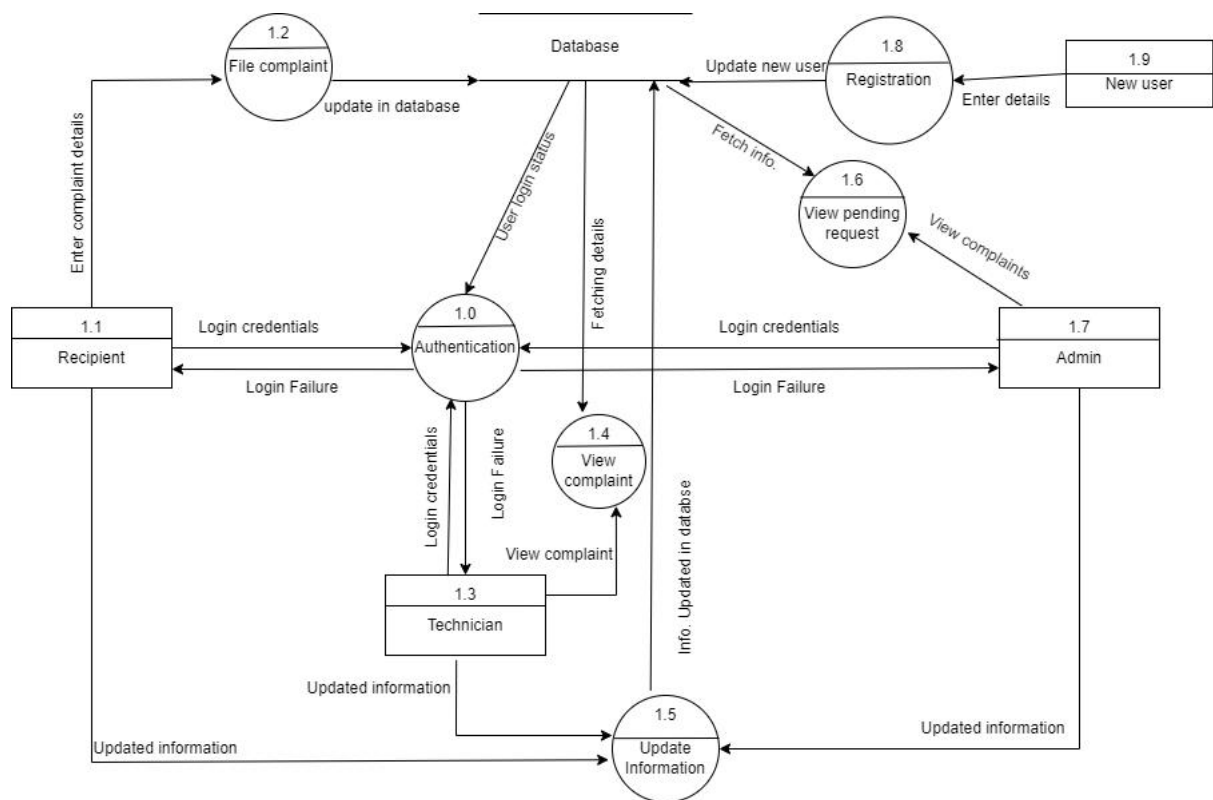 1.2
File complaint
Database
1.8
Registration
1.9
New user
Update new user
Enter details
update in database
Enter complaint details
User login status
Fetching details
Fetch info.
1.6
View pending
request
View complaints
1.1
Recipient
Login credentials
Login Failure
1.0
Authentication
Login credentials
Login Failure
1.7
Admin
Login credentials
Login Failure
1.4
View
complaint
View complaint
1.3
Technician
Info. Updated in databse
Updated information
1.5
Update
Information
Updated information
Updated information